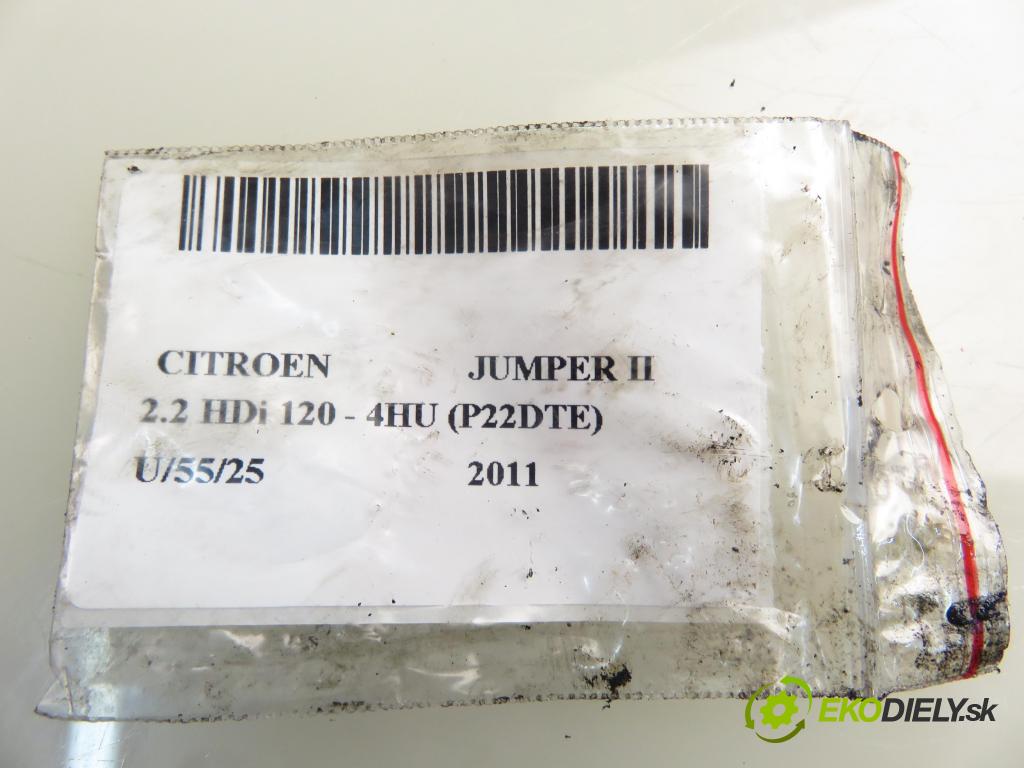 CITROEN JUMPER II
2.2 HDi 120 - 4HU (P22DTE)
U/55/25 2011
EKODIELY.sk